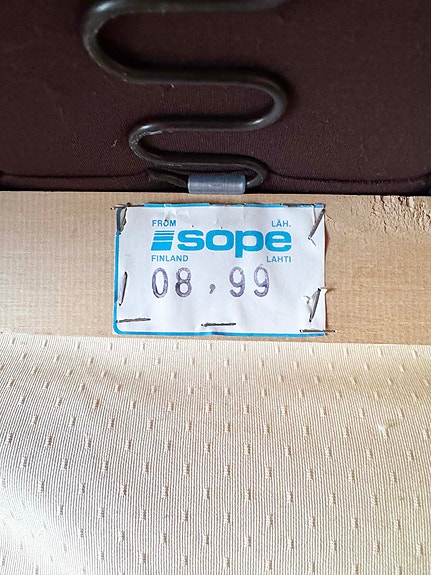 FROM LÄH.
sope
FINLAND LAHTI
08,99